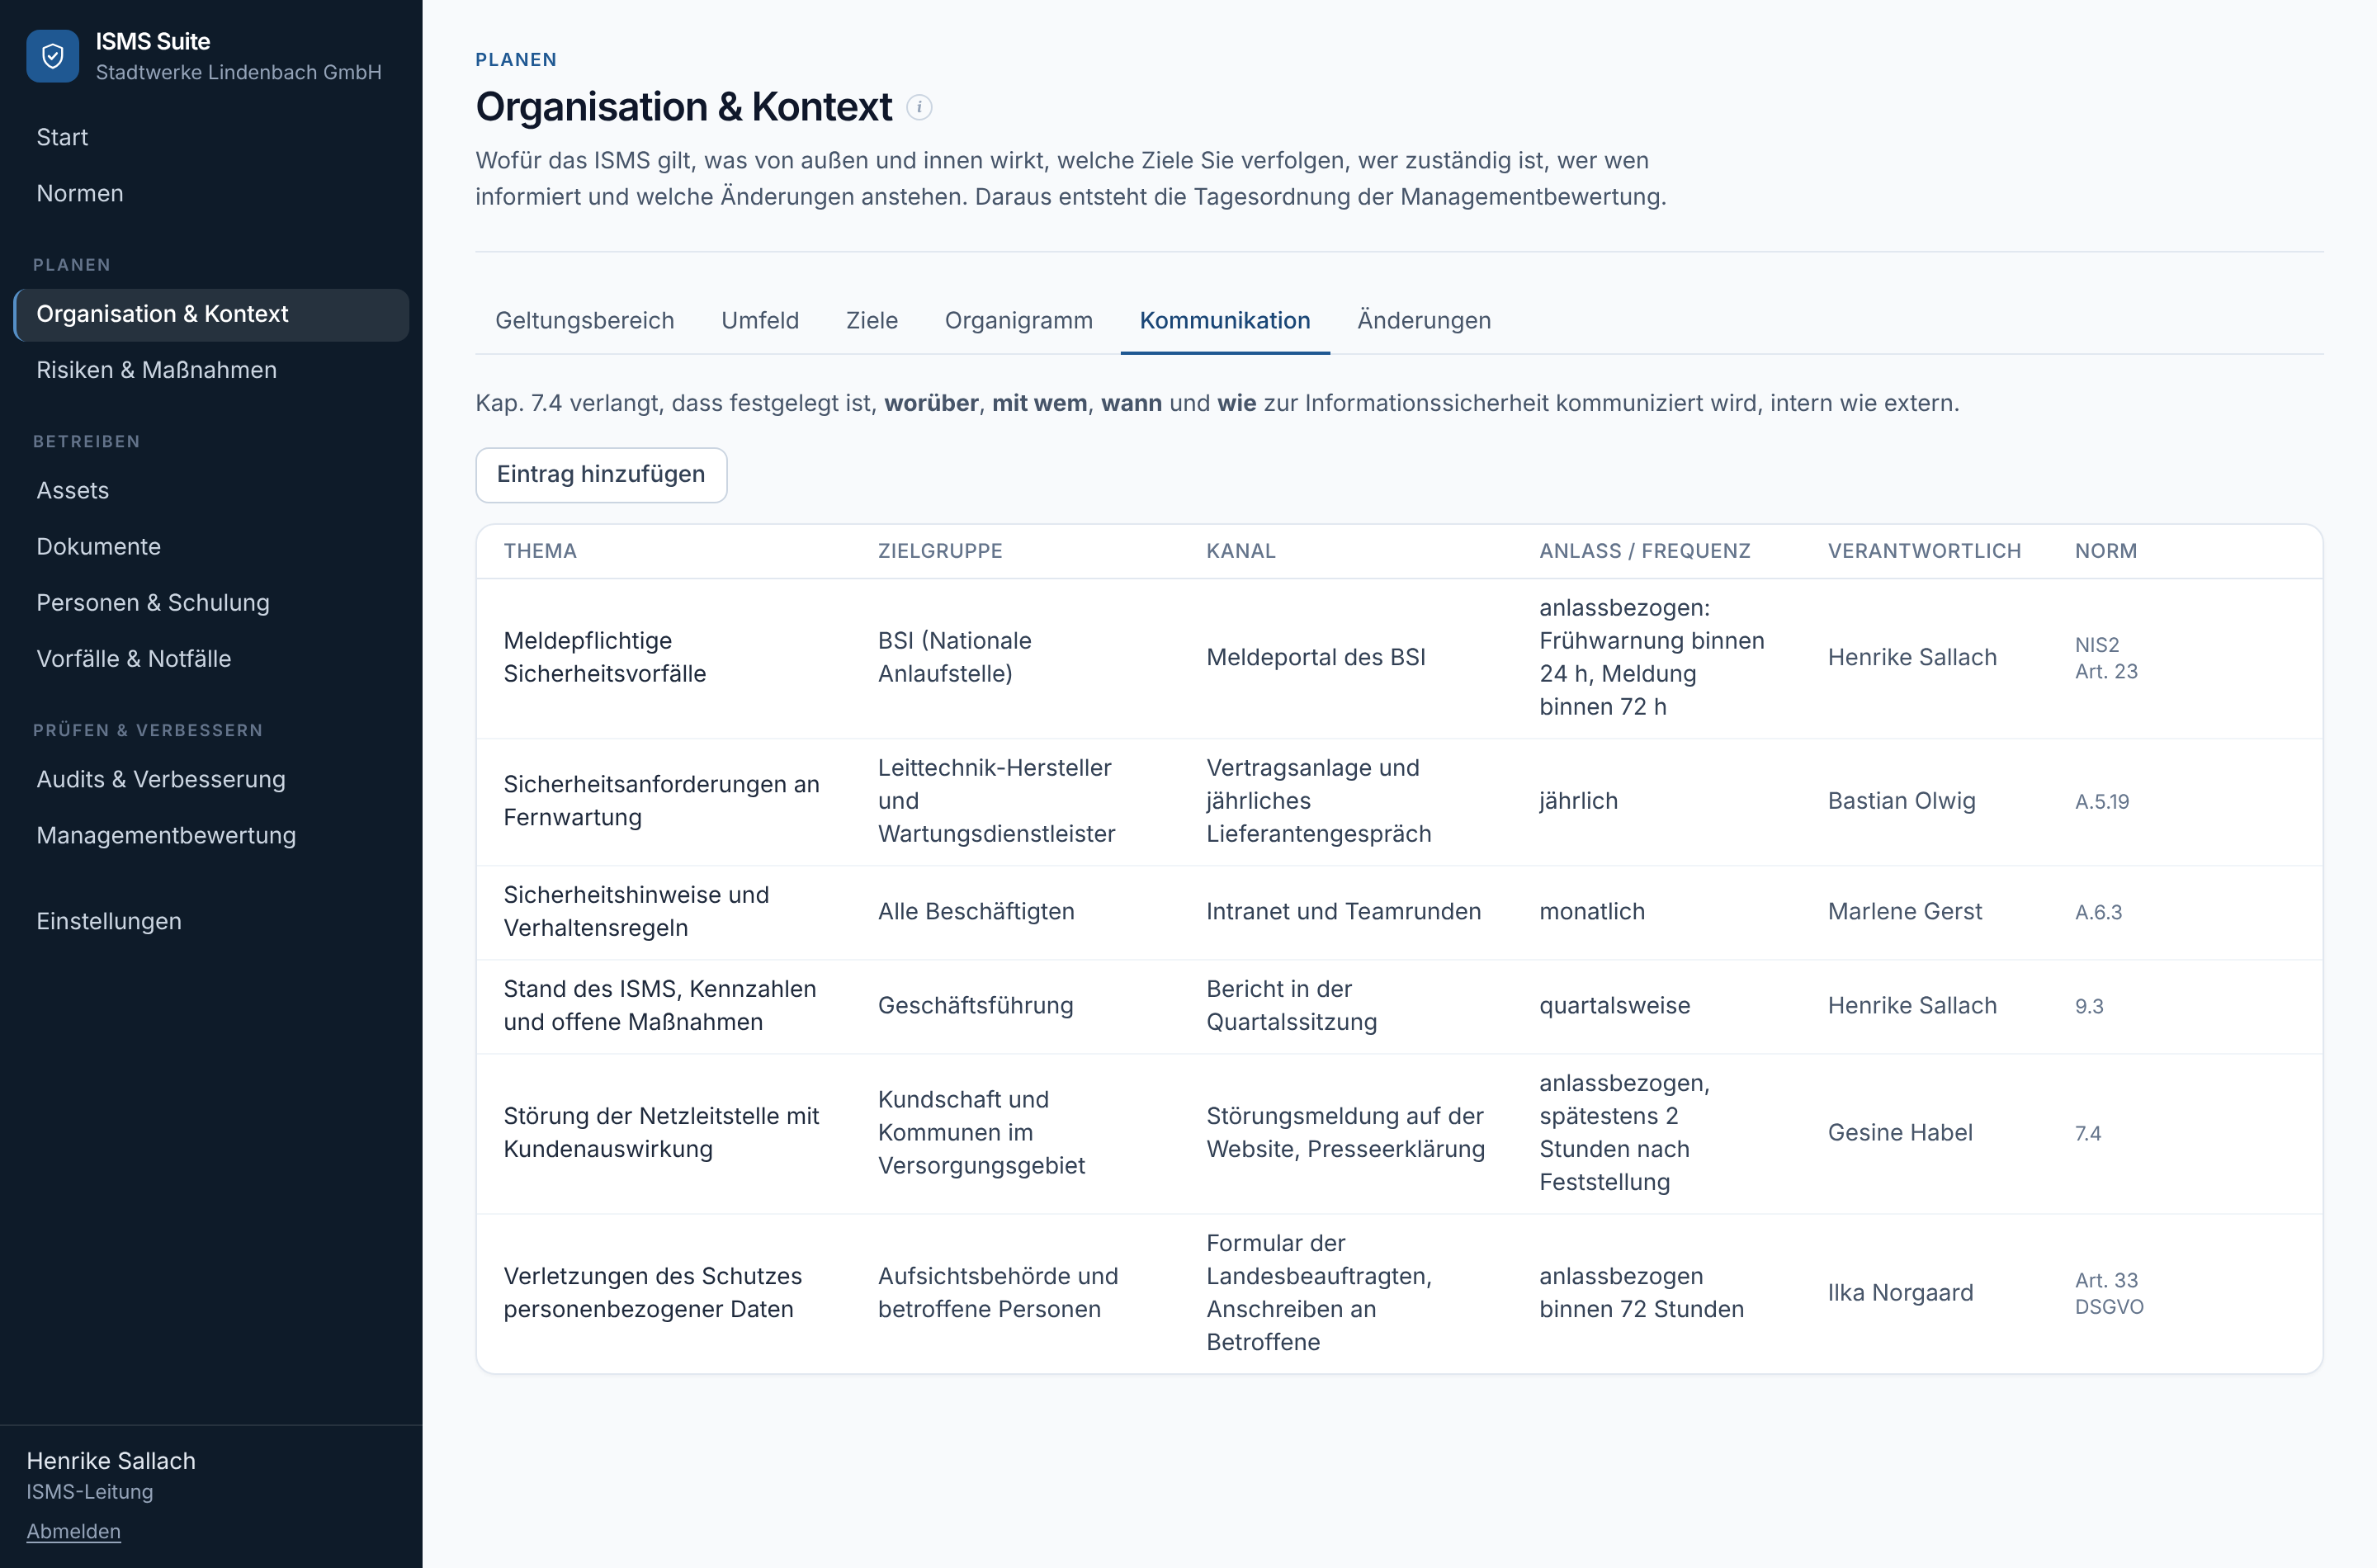 ISMS Suite
Stadtwerke Lindenbach GmbH
Start
Normen
PLANEN
Organisation & Kontext
Risiken & Maßnahmen
BETREIBEN
Assets
Dokumente
Personen & Schulung
Vorfälle & Notfälle
PRÜFEN & VERBESSERN
Audits & Verbesserung
Managementbewertung
Einstellungen
Henrike Sallach
ISMS-Leitung
Abmelden
PLANEN
Organisation & Kontext i
Wofür das ISMS gilt, was von außen und innen wirkt, welche Ziele Sie verfolgen, wer zuständig ist, wer wen
informiert und welche Änderungen anstehen. Daraus entsteht die Tagesordnung der Managementbewertung.
Geltungsbereich Umfeld Ziele Organigramm Kommunikation Änderungen
Kap. 7.4 verlangt, dass festgelegt ist, worüber, mit wem, wann und wie zur Informationssicherheit kommuniziert wird, intern wie extern.
Eintrag hinzufügen
THEMA ZIELGRUPPE KANAL ANLASS / FREQUENZ VERANTWORTLICH NORM
Meldepflichtige
Sicherheitsvorfälle
BSI (Nationale
Anlaufstelle)
Meldeportal des BSI
anlassbezogen:
Frühwarnung binnen
24 h, Meldung
binnen 72 h
Henrike Sallach
NIS2
Art. 23
Sicherheitsanforderungen an
Fernwartung
Leittechnik-Hersteller
und
Wartungsdienstleister
Vertragsanlage und
jährliches
Lieferantengespräch
jährlich
Bastian Olwig
A.5.19
Sicherheitshinweise und
Verhaltensregeln
Alle Beschäftigten
Intranet und Teamrunden
monatlich
Marlene Gerst
A.6.3
Stand des ISMS, Kennzahlen
und offene Maßnahmen
Geschäftsführung
Bericht in der
Quartalssitzung
quartalsweise
Henrike Sallach
9.3
Störung der Netzleitstelle mit
Kundenauswirkung
Kundschaft und
Kommunen im
Versorgungsgebiet
Störungsmeldung auf der
Website, Presseerklärung
anlassbezogen,
spätestens 2
Stunden nach
Feststellung
Gesine Habel
7.4
Verletzungen des Schutzes
personenbezogener Daten
Aufsichtsbehörde und
betroffene Personen
Formular der
Landesbeauftragten,
Anschreiben an
Betroffene
anlassbezogen
binnen 72 Stunden
Ilka Norgaard
Art. 33
DSGVO